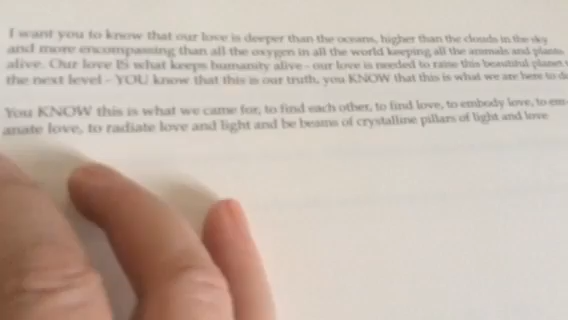 I want you to know that our love is deeper than the oceans, higher than the clouds in the sky
and more encompassing than all the oxygen in all the world keeping all the animals and plants
alive. Our love IS what keeps humanity alive - our love is needed to raise this beautiful planet
the next level - YOU know that this is our truth, you KNOW that this is what we are here to
You KNOW this is what we came for, to find each other, to find love, to embody love, to em-
anate love, to radiate love and light and be beams of crystalline pillars of light and love